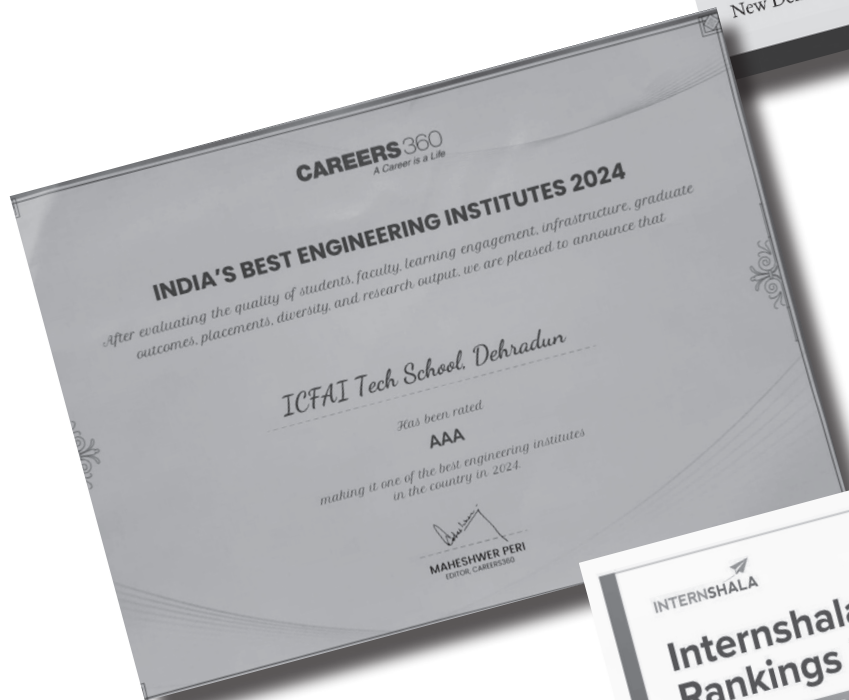 New
CAREERS360
A Career is a Life
INDIA'S BEST ENGINEERING INSTITUTES 2024
After evaluating the quality of students, faculty, learning engagement, infrastructure, graduate
outcomes, placements, diversity, and research output, we are pleased to announce that
ICFAI Tech School, Dehradun
Has been rated
AAA
making it one of the best engineering institutes
in the country in 2024
MAHESHWER PERI
EDITOR, CAREERS360
INTERNSHALA
Internshala
Rankings